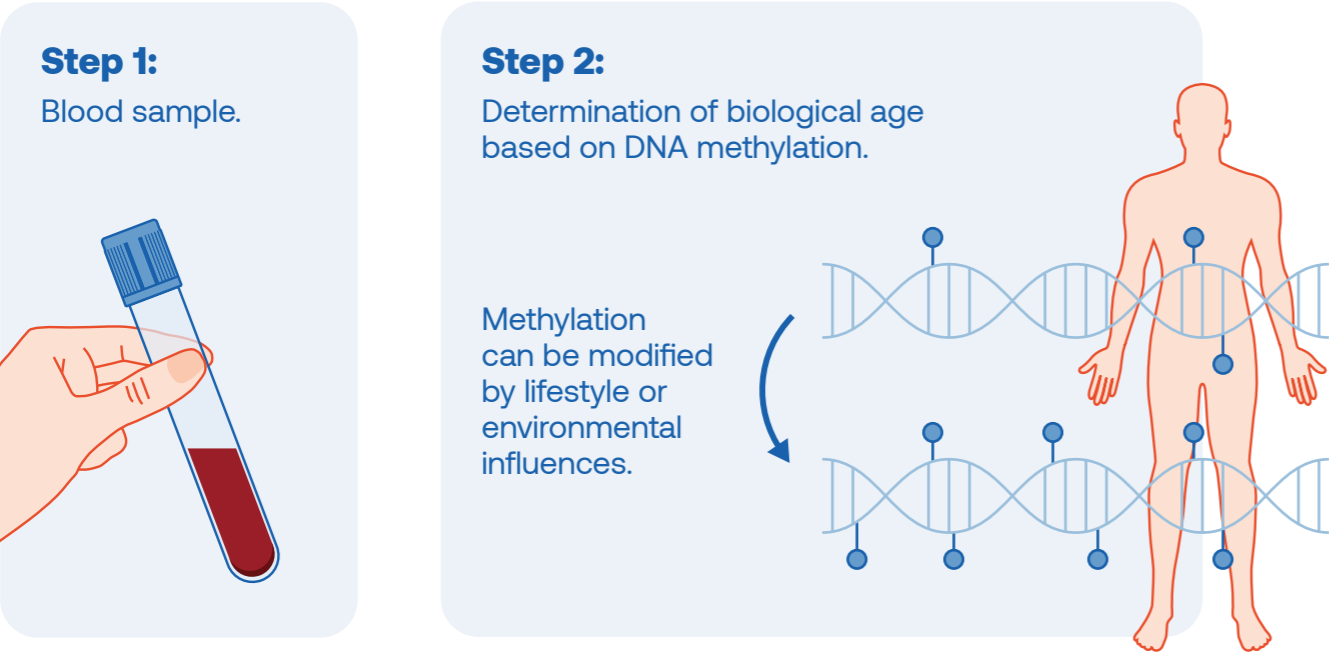 Step 1:
Blood sample.
Step 2:
Determination of biological age
based on DNA methylation.
Methylation
can be modified
by lifestyle or
environmental
influences.